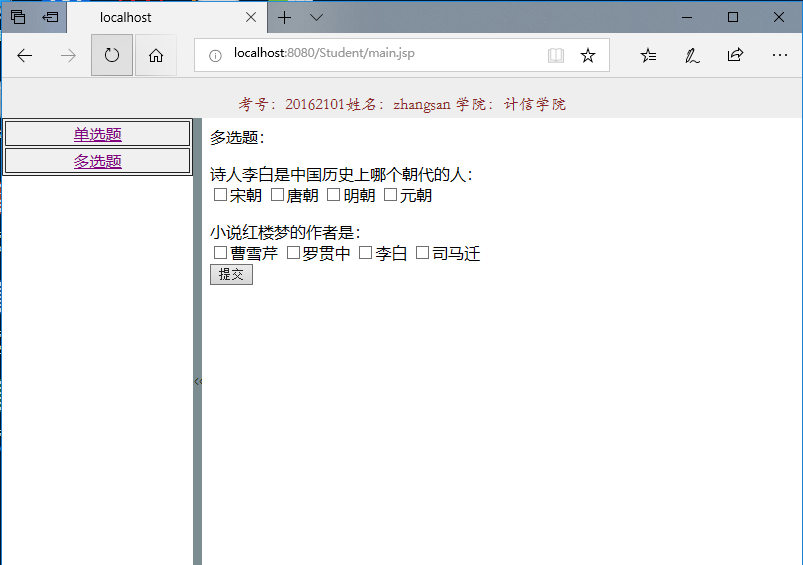 localhost
localhost:8080/Student/main.jsp
考号：20162101姓名：zhangsan 学院：计信学院
单选题
多选题
多选题：
诗人李白是中国历史上哪个朝代的人：
宋朝 唐朝 明朝 元朝
小说红楼梦的作者是：
曹雪芹 罗贯中 李白 司马迁
提交